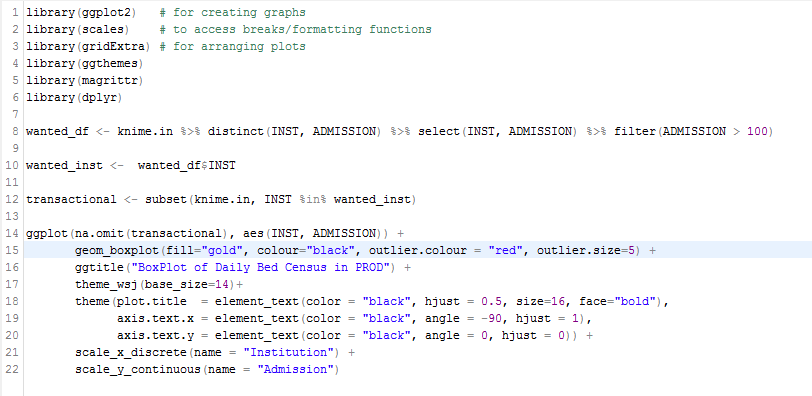 1 library(ggplot2)   # for creating graphs
2 library(scales)    # to access breaks/formatting functions
3 library(gridExtra) # for arranging plots
4 library(ggthemes)
5 library(magrittr)
6 library(dplyr)
7
8 wanted_df <- knime.in %>% distinct(INST, ADMISSION) %>% select(INST, ADMISSION) %>% filter(ADMISSION > 100)
9
10 wanted_inst <-  wanted_df$INST
11
12 transactional <- subset(knime.in, INST %in% wanted_inst)
13
14 ggplot(na.omit(transactional), aes(INST, ADMISSION)) +
15        geom_boxplot(fill="gold", colour="black", outlier.colour = "red", outlier.size=5) +
16        ggtitle("BoxPlot of Daily Bed Census in PROD") +
17        theme_wsj(base_size=14)+
18        theme(plot.title  = element_text(color = "black", hjust = 0.5, size=16, face="bold"),
19              axis.text.x = element_text(color = "black", angle = -90, hjust = 1),
20              axis.text.y = element_text(color = "black", angle = 0, hjust = 0)) +
21        scale_x_discrete(name = "Institution") +
22        scale_y_continuous(name = "Admission")